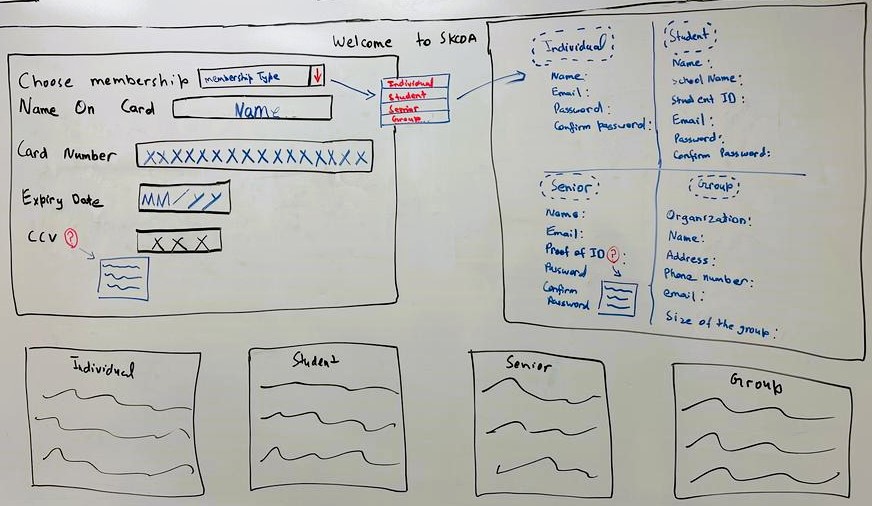 Welcome to SKCDA
Choose membership
membership Type
Name On Card
Name
Card Number
XXXXXXXXXXXXXXXX
Expiry Date
MM/YY
CCV ?
XXX
Individual
Student
Senior
Group
Individual
Name:
Email:
Password:
Confirm password:
Student
Name:
School Name:
Student ID:
Email:
Password:
Confirm Password:
Senior
Name:
Email:
Proof of ID ? :
Password
Confirm
Password
Group
Organization:
Name:
Address:
Phone number:
email:
Size of the group:
Individual
Student
Senior
Group